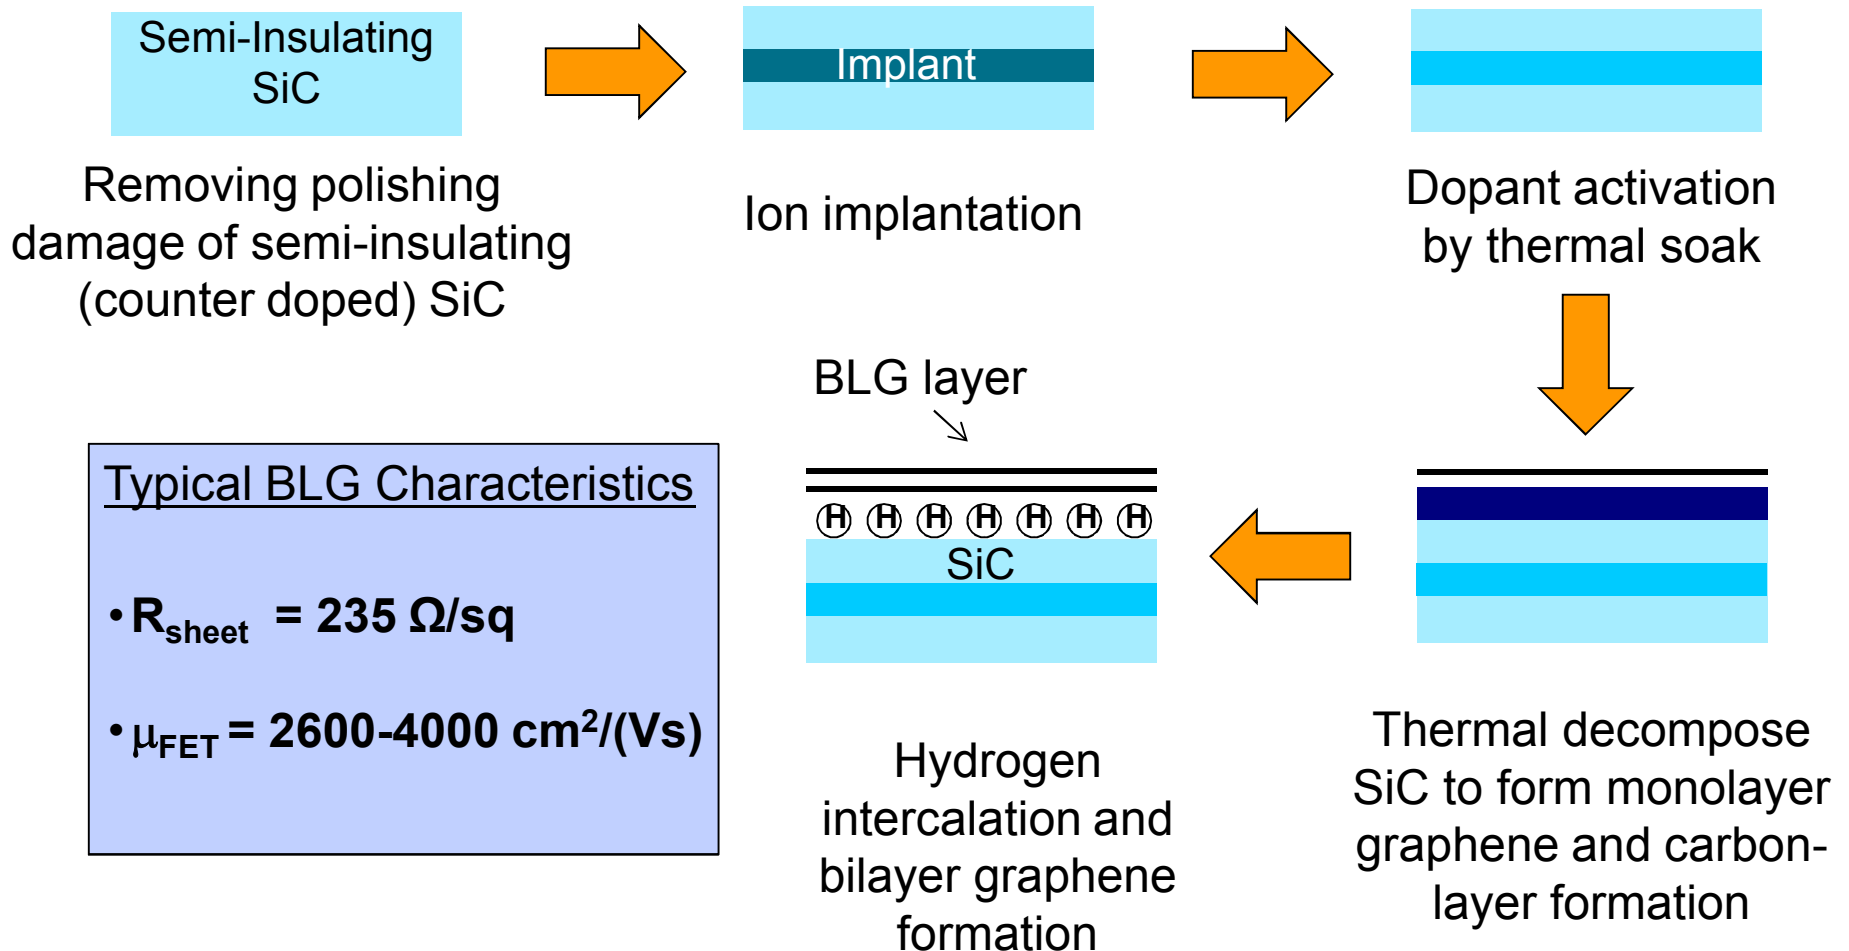 Semi-Insulating
SiC
Removing polishing
damage of semi-insulating
(counter doped) SiC
Implant
Ion implantation
Dopant activation
by thermal soak
Thermal decompose
SiC to form monolayer
graphene and carbon-
layer formation
BLG layer
H H H H H H H
SiC
Hydrogen
intercalation and
bilayer graphene
formation
Typical BLG Characteristics
• Rsheet = 235 Ω/sq
• μFET = 2600-4000 cm²/(Vs)